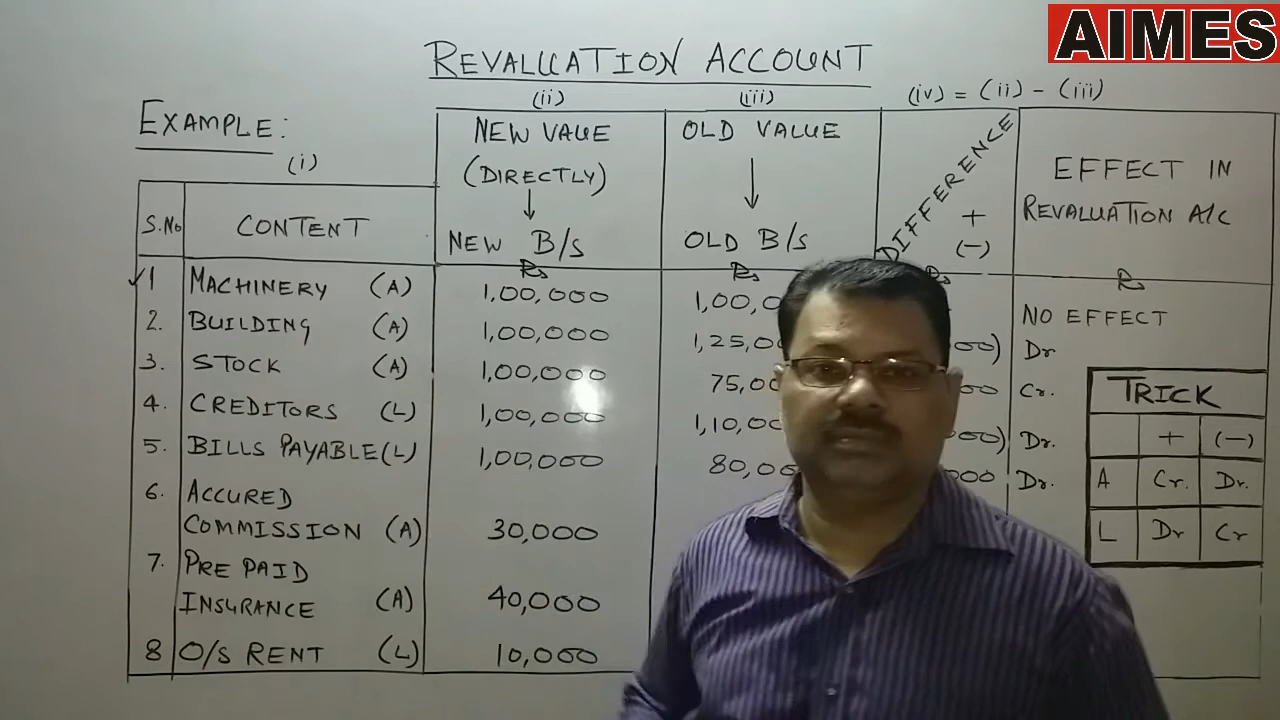 AIMES
REVALUATION ACCOUNT
EXAMPLE:
(i) (ii) (iii) (iv) = (ii) - (iii)
S.No CONTENT
NEW VALUE
(DIRECTLY)
NEW B/S
Rs
OLD VALUE
OLD B/S
Rs
DIFFERENCE
+
(-)
EFFECT IN
REVALUATION A/C
Rs
1 MACHINERY (A) 1,00,000 NO EFFECT
2. BUILDING (A) 1,00,000 Dr
3. STOCK (A) 1,00,000 Cr.
4. CREDITORS (L) 1,00,000 Dr.
5. BILLS PAYABLE (L) 1,00,000 Dr.
6. ACCURED
COMMISSION (A) 30,000
7. PRE PAID
INSURANCE (A) 40,000
8 O/S RENT (L) 10,000
TRICK
+ (-)
A Cr. Dr.
L Dr Cr